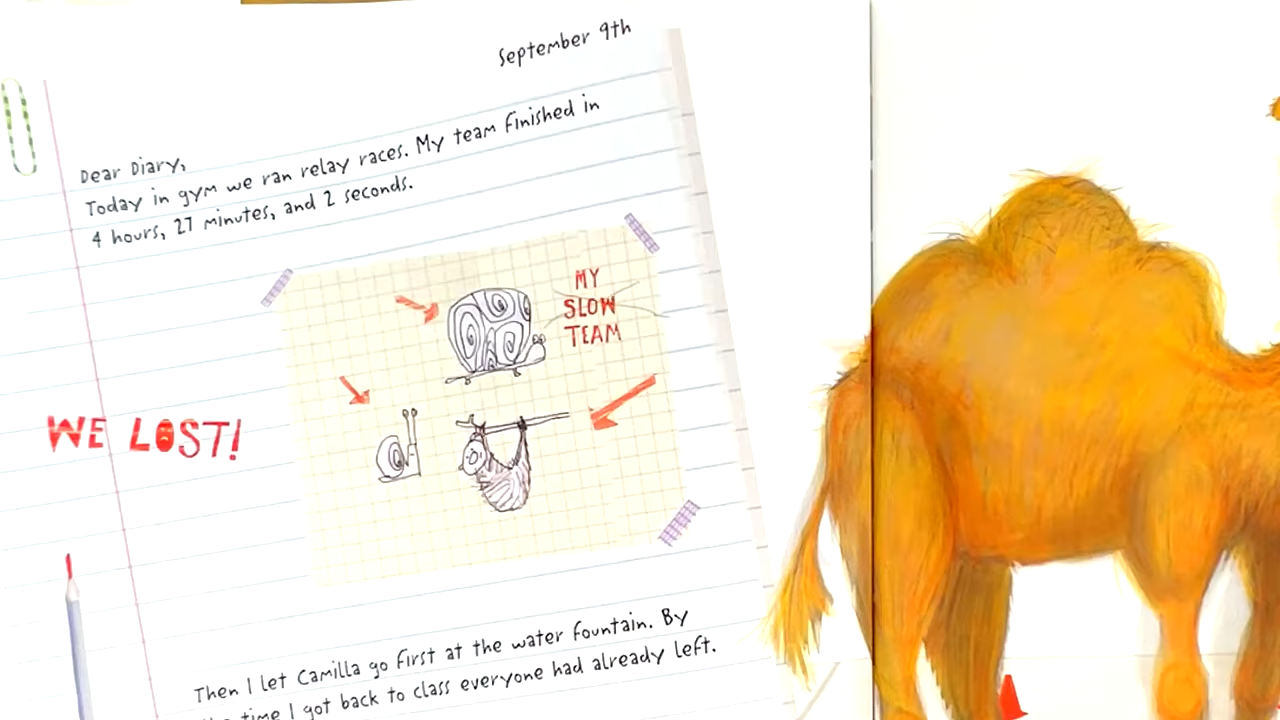 September 9th
Dear Diary,
Today in gym we ran relay races. My team finished in
4 hours, 27 minutes, and 2 seconds.
MY
SLOW
TEAM
WE LOST!
Then I let Camilla go first at the water fountain. By
time I got back to class everyone had already left.